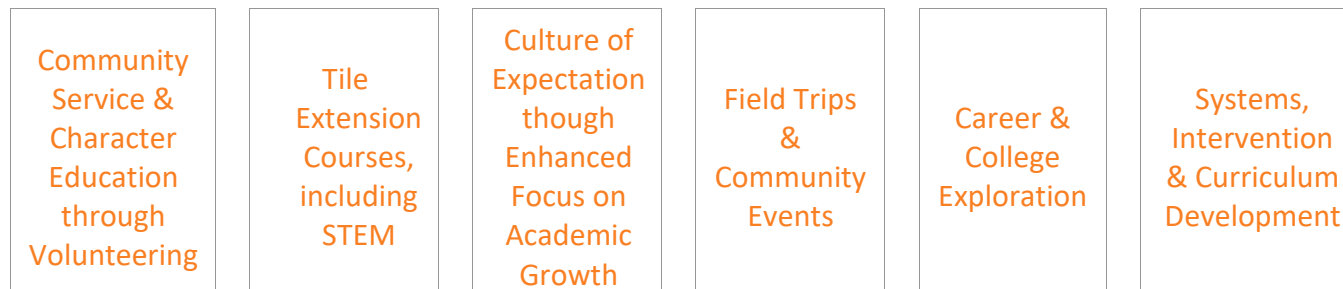 Community
Service &
Character
Education
through
Volunteering
Tile
Extension
Courses,
including
STEM
Culture of
Expectation
though
Enhanced
Focus on
Academic
Growth
Field Trips
&
Community
Events
Career &
College
Exploration
Systems,
Intervention
& Curriculum
Development